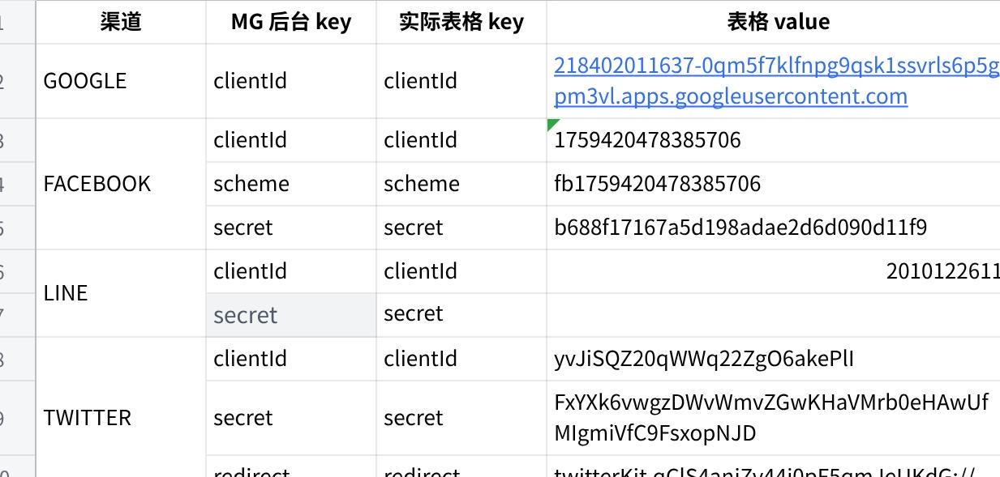 渠道 MG 后台 key 实际表格 key 表格 value
GOOGLE clientId clientId 218402011637-0qm5f7klfnpg9qsk1ssvrls6p5g
pm3vl.apps.googleusercontent.com
clientId clientId 1759420478385706
FACEBOOK scheme scheme fb1759420478385706
secret secret b688f17167a5d198adae2d6d090d11f9
LINE
clientId clientId 2010122611
secret secret
clientId clientId yvJiSQZ20qWWq22ZgO6akePlI
TWITTER secret secret FxYXk6vwgzDWvWmvZGwKHaVMrb0eHAwUf
MIgmiVfC9FsxopNJD
redirect redirect